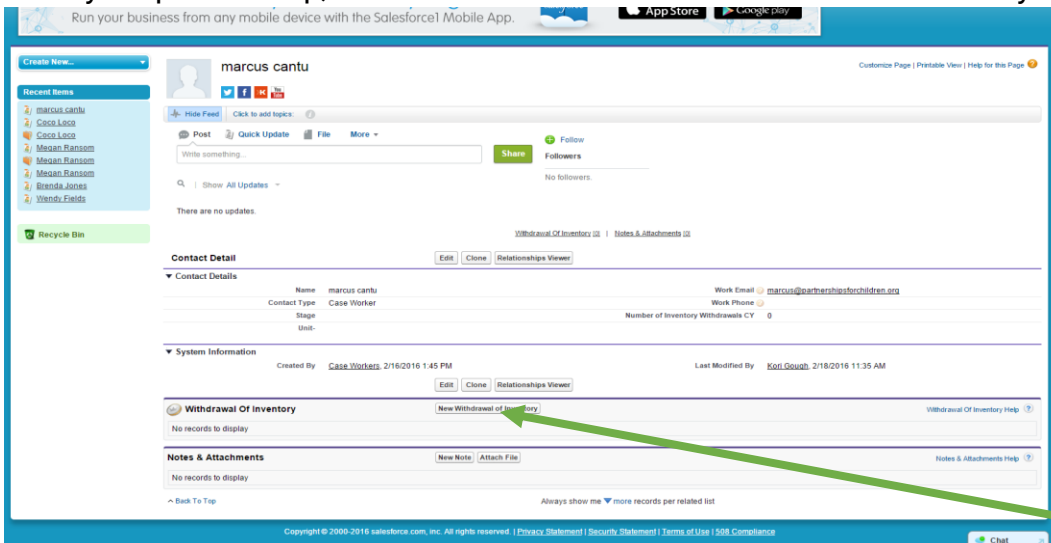 Run your business from any mobile device with the Salesforce1 Mobile App.
App Store Google play
Create New...
marcus cantu
Customize Page | Printable View | Help for this Page
Recent Items
marcus cantu
Coco Loco
Coco Loco
Megan Ransom
Megan Ransom
Megan Ransom
Brenda Jones
Wendy Fields
Recycle Bin
Hide Feed Click to add topics:
Post Quick Update File More
Write something...
Share
Follow
Followers
No followers.
Show All Updates
There are no updates.
Withdrawal Of Inventory [0] | Notes & Attachments [0]
Contact Detail Edit Clone Relationships Viewer
Contact Details
Name marcus cantu Work Email marcus@partnershipsforchildren.org
Contact Type Case Worker Work Phone
Stage Number of Inventory Withdrawals CY 0
Unit-
System Information
Created By Case Workers, 2/16/2016 1:45 PM Last Modified By Kori Gough, 2/18/2016 11:35 AM
Edit Clone Relationships Viewer
Withdrawal Of Inventory New Withdrawal of Inventory Withdrawal Of Inventory Help ?
No records to display
Notes & Attachments New Note Attach File Notes & Attachments Help ?
No records to display
^ Back To Top Always show me more records per related list
Copyright © 2000-2016 salesforce.com, inc. All rights reserved. | Privacy Statement | Security Statement | Terms of Use | 508 Compliance
Chat